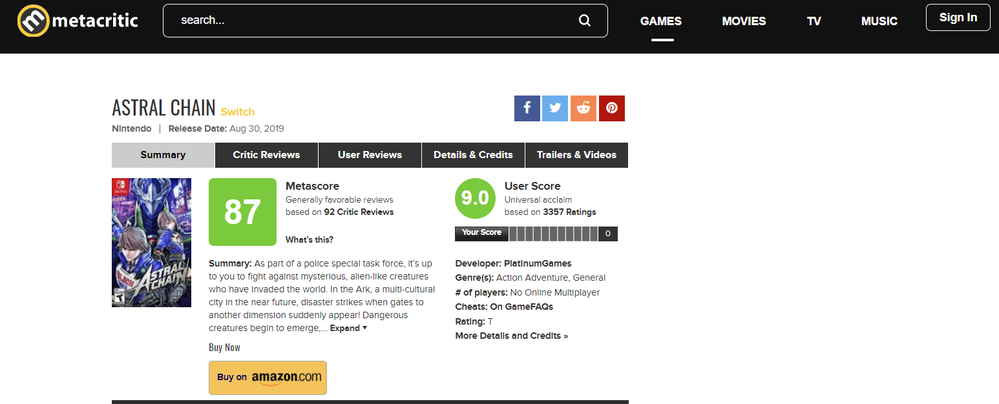 metacritic
search...
GAMES
MOVIES
TV
MUSIC
Sign In
ASTRAL CHAIN Switch
Nintendo | Release Date: Aug 30, 2019
Summary
Critic Reviews
User Reviews
Details & Credits
Trailers & Videos
ASTRAL
CHAIN
T
87
Metascore
Generally favorable reviews
based on 92 Critic Reviews
What's this?
Summary: As part of a police special task force, it's up
to you to fight against mysterious, alien-like creatures
who have invaded the world. In the Ark, a multi-cultural
city in the near future, disaster strikes when gates to
another dimension suddenly appear! Dangerous
creatures begin to emerge,... Expand
Buy Now
Buy on amazon.com
9.0
User Score
Universal acclaim
based on 3357 Ratings
Your Score
0
Developer: PlatinumGames
Genre(s): Action Adventure, General
# of players: No Online Multiplayer
Cheats: On GameFAQs
Rating: T
More Details and Credits »